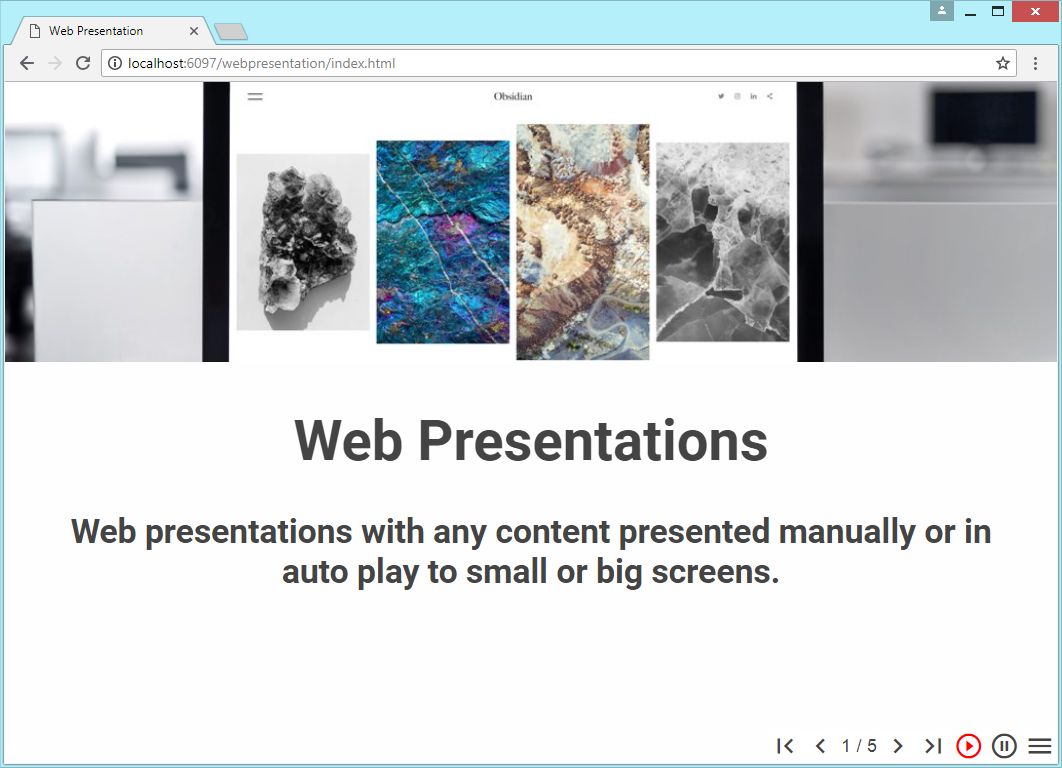 Web Presentation
localhost:6097/webpresentation/index.html
Obsidian
Web Presentations
Web presentations with any content presented manually or in
auto play to small or big screens.
1 / 5